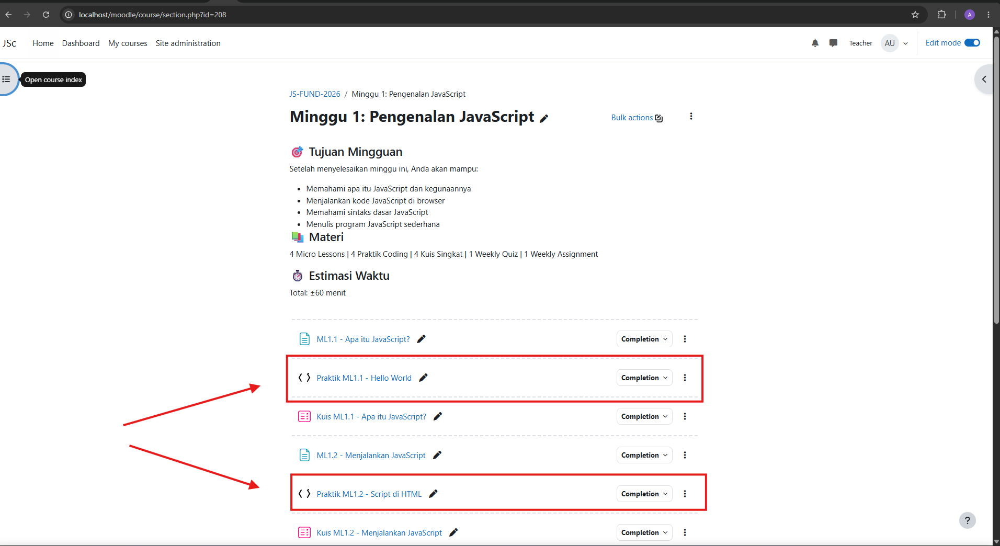 localhost/moodle/course/section.php?id=208
A
JSc Home Dashboard My courses Site administration Teacher AU Edit mode
Open course index
JS-FUND-2026 / Minggu 1: Pengenalan JavaScript
Minggu 1: Pengenalan JavaScript Bulk actions
Tujuan Mingguan
Setelah menyelesaikan minggu ini, Anda akan mampu:
• Memahami apa itu JavaScript dan kegunaannya
• Menjalankan kode JavaScript di browser
• Memahami sintaks dasar JavaScript
• Menulis program JavaScript sederhana
Materi
4 Micro Lessons | 4 Praktik Coding | 4 Kuis Singkat | 1 Weekly Quiz | 1 Weekly Assignment
Estimasi Waktu
Total: ±60 menit
ML1.1 - Apa itu JavaScript? Completion
Praktik ML1.1 - Hello World Completion
Kuis ML1.1 - Apa itu JavaScript? Completion
ML1.2 - Menjalankan JavaScript Completion
Praktik ML1.2 - Script di HTML Completion
?
Kuis ML1.2 - Menjalankan JavaScript Completion